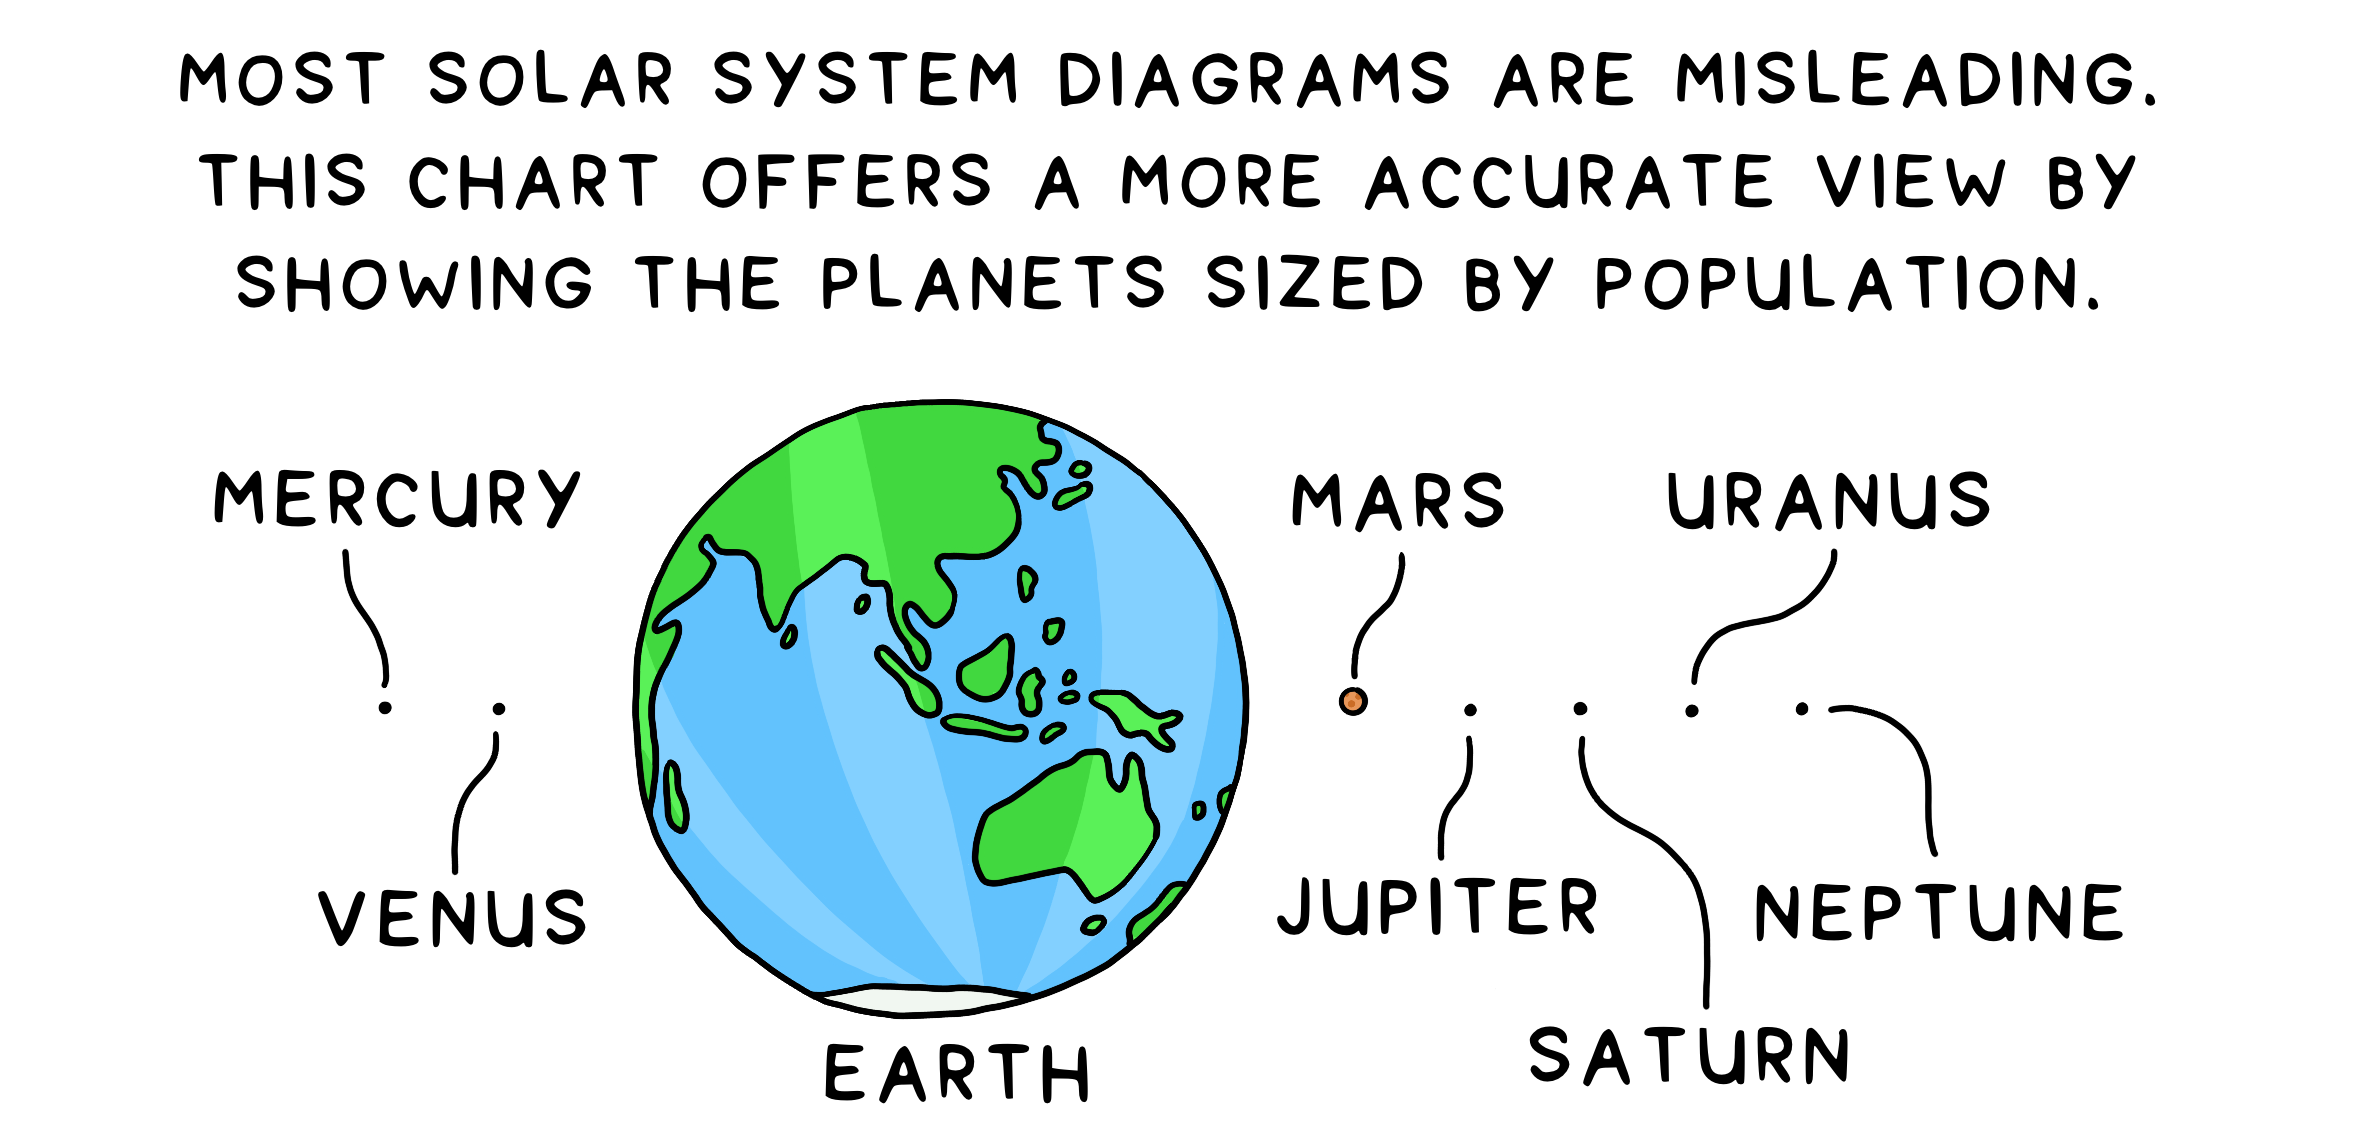 MOST SOLAR SYSTEM DIAGRAMS ARE MISLEADING.
THIS CHART OFFERS A MORE ACCURATE VIEW BY
SHOWING THE PLANETS SIZED BY POPULATION.
MERCURY
VENUS
EARTH
MARS
JUPITER
SATURN
URANUS
NEPTUNE